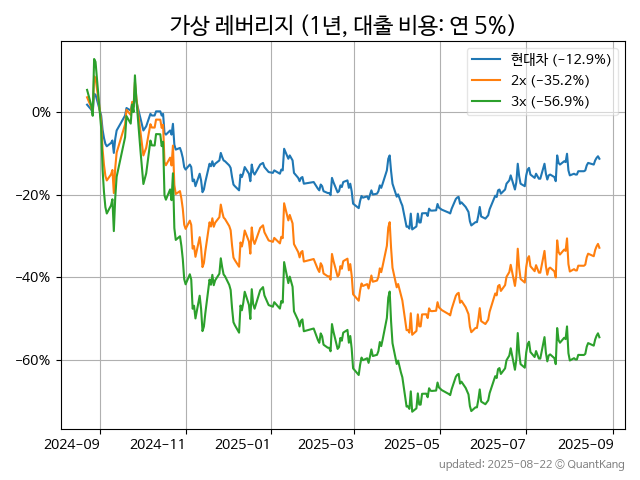 가상 레버리지 (1년, 대출 비용: 연 5%)
현대차 (−12.9%)
2x (−35.2%)
3x (−56.9%)
0%
−20%
−40%
−60%
2024-09 2024-11 2025-01 2025-03 2025-05 2025-07 2025-09
updated: 2025-08-22 © QuantKang